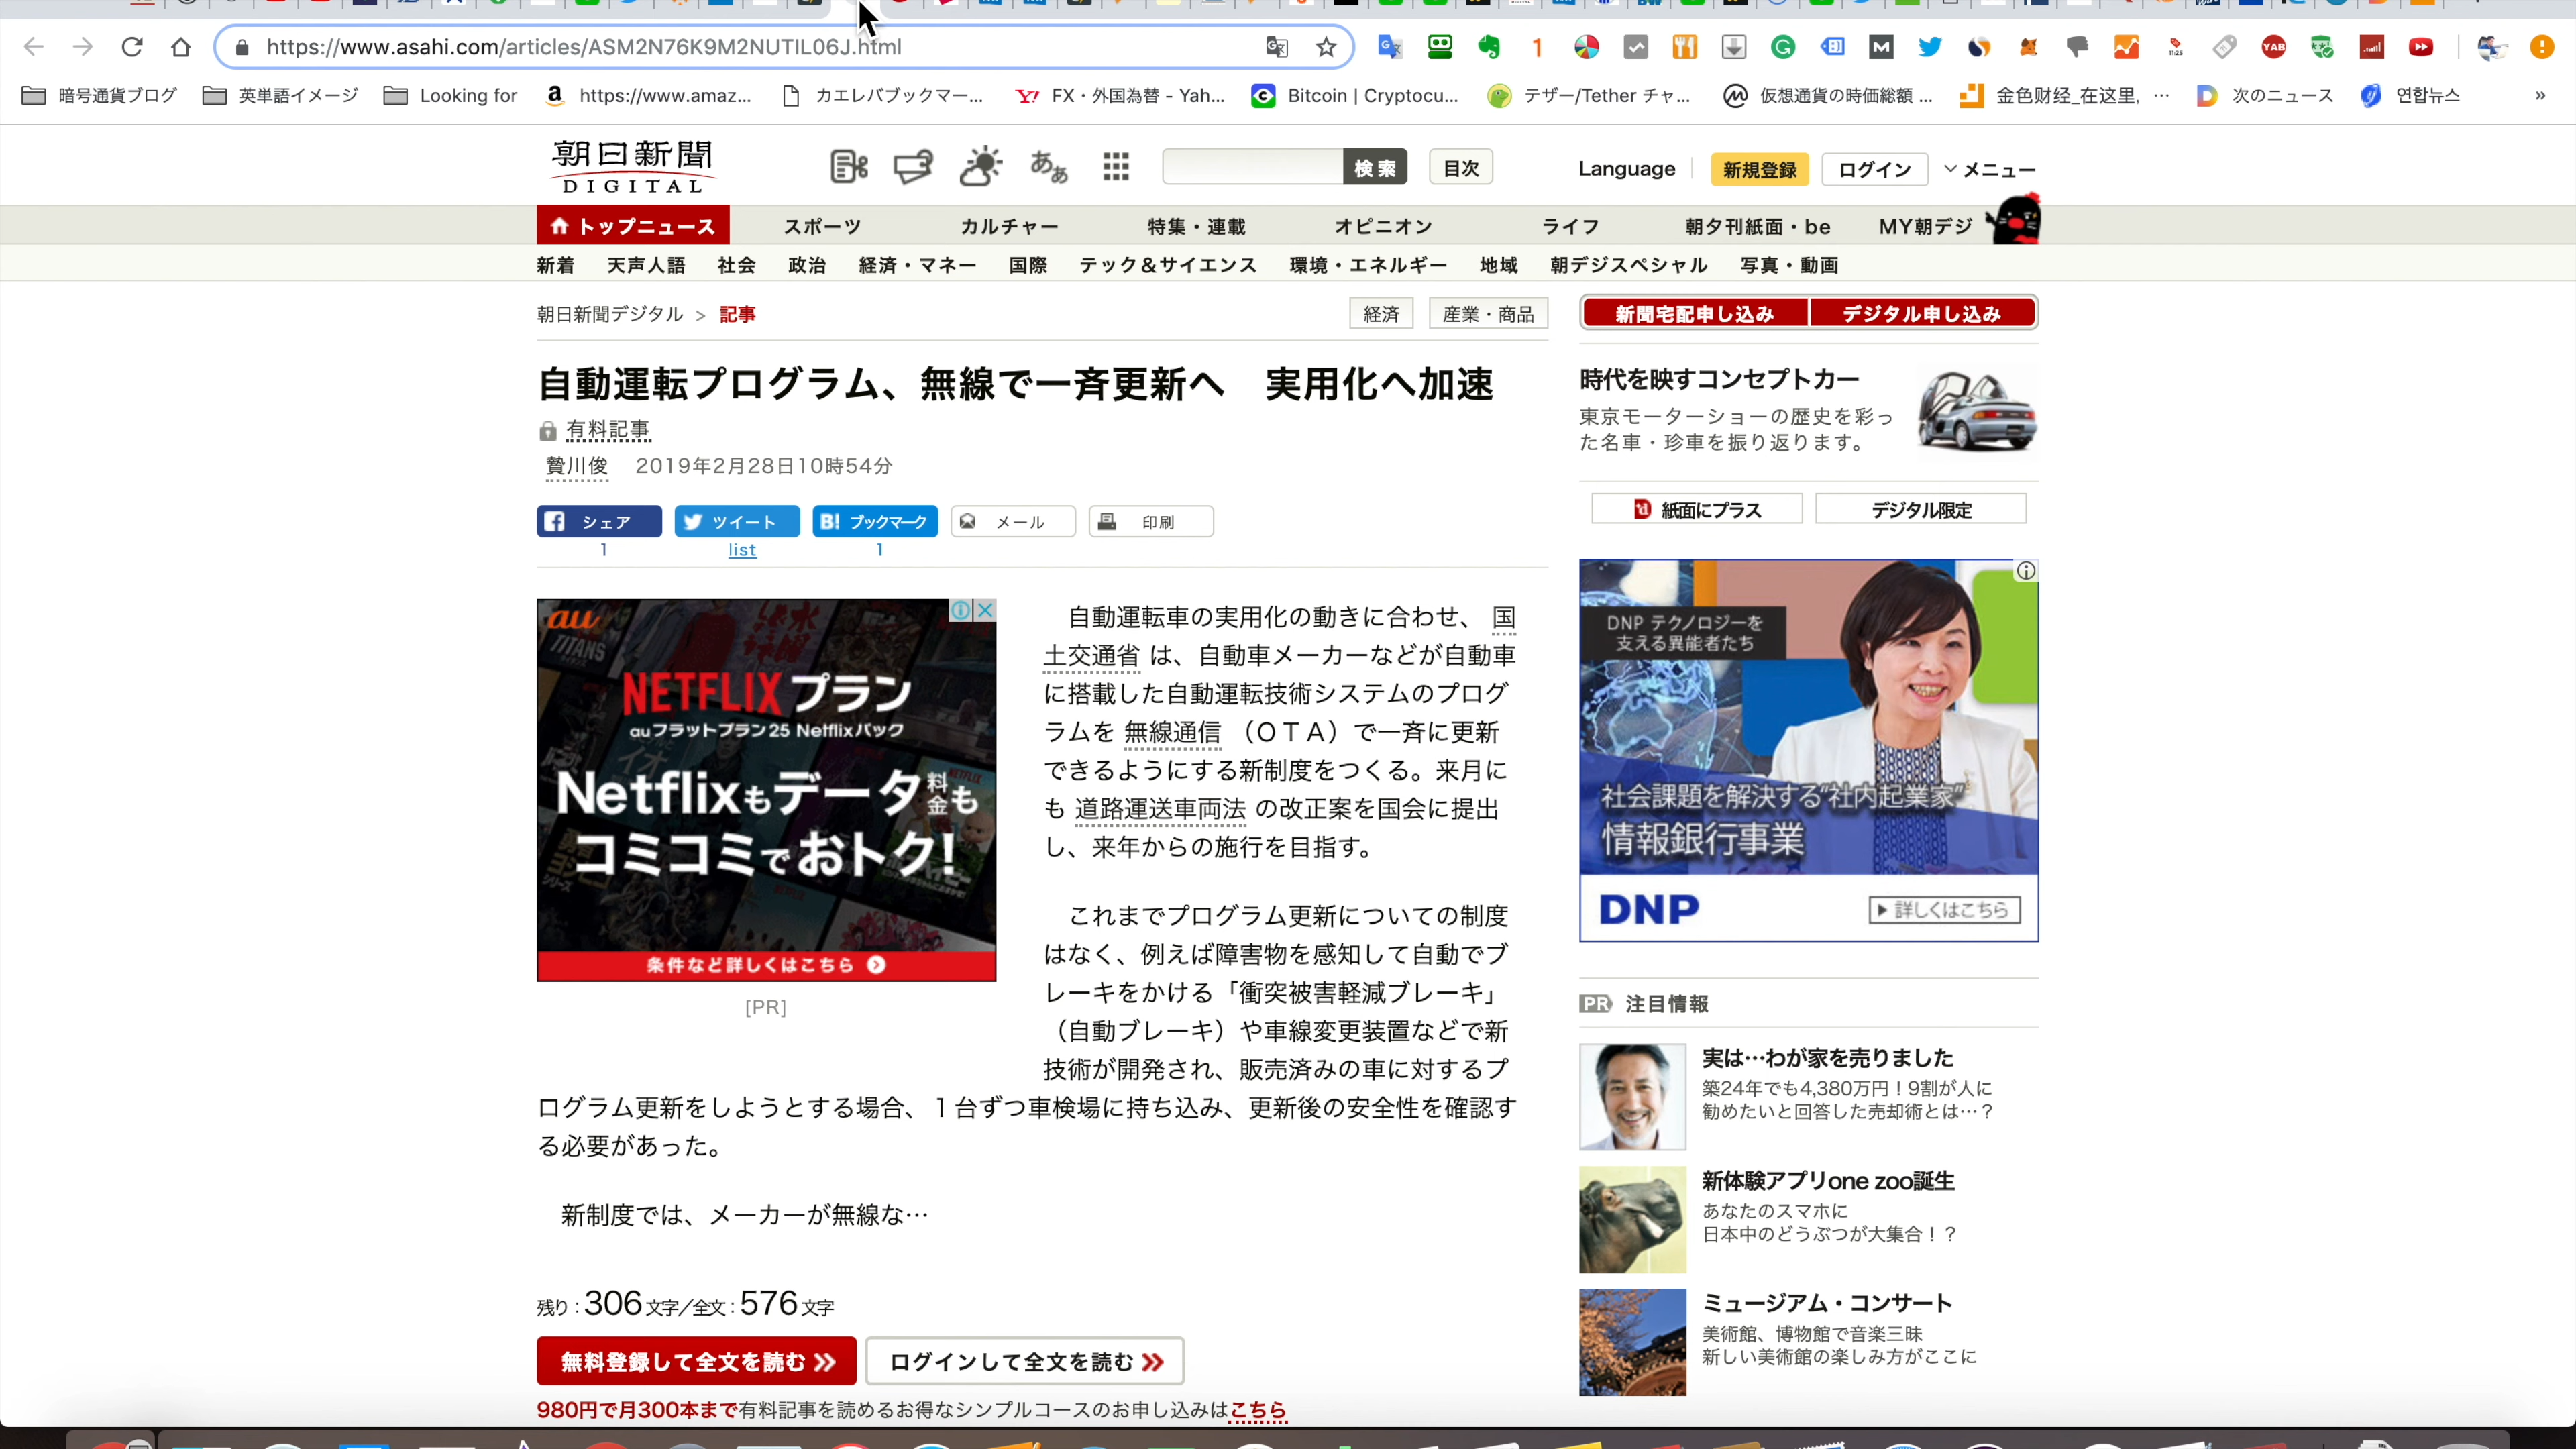 https://www.asahi.com/articles/ASM2N76K9M2NUTIL06J.html
暗号通貨ブログ
英単語イメージ
Looking for
https://www.amaz...
カエレバブックマー...
FX・外国為替 - Yah...
Bitcoin | Cryptocu...
テザー/Tether チャ...
仮想通貨の時価総額 ...
金色财经_在这里, …
次のニュース
연합뉴스
»
朝日新聞
DIGITAL
検索
目次
Language
新規登録
ログイン
メニュー
トップニュース
スポーツ
カルチャー
特集・連載
オピニオン
ライフ
朝夕刊紙面・be
MY朝デジ
新着
天声人語
社会
政治
経済・マネー
国際
テック＆サイエンス
環境・エネルギー
地域
朝デジスペシャル
写真・動画
朝日新聞デジタル > 記事
経済
産業・商品
自動運転プログラム、無線で一斉更新へ　実用化へ加速
有料記事
贄川俊　2019年2月28日10時54分
シェア
ツイート
B! ブックマーク
メール
印刷
1
list
1
au
NETFLIXプラン
auフラットプラン25 Netflixパック
Netflixもデータ料金も
コミコミでおトク!
条件など詳しくはこちら
[PR]
自動運転車の実用化の動きに合わせ、 国
土交通省 は、自動車メーカーなどが自動車
に搭載した自動運転技術システムのプログ
ラムを 無線通信 （ＯＴＡ）で一斉に更新
できるようにする新制度をつくる。来月に
も 道路運送車両法 の改正案を国会に提出
し、来年からの施行を目指す。
これまでプログラム更新についての制度
はなく、例えば障害物を感知して自動でブ
レーキをかける「衝突被害軽減ブレーキ」
（自動ブレーキ）や車線変更装置などで新
技術が開発され、販売済みの車に対するプ
ログラム更新をしようとする場合、１台ずつ車検場に持ち込み、更新後の安全性を確認す
る必要があった。
新制度では、メーカーが無線な…
残り：306文字／全文：576文字
無料登録して全文を読む
ログインして全文を読む
980円で月300本まで有料記事を読めるお得なシンプルコースのお申し込みはこちら
新聞宅配申し込み
デジタル申し込み
時代を映すコンセプトカー
東京モーターショーの歴史を彩っ
た名車・珍車を振り返ります。
紙面にプラス
デジタル限定
DNP テクノロジーを
支える異能者たち
社会課題を解決する“社内起業家”
情報銀行事業
DNP
詳しくはこちら
PR 注目情報
実は…わが家を売りました
築24年でも4,380万円！9割が人に
勧めたいと回答した売却術とは…？
新体験アプリone zoo誕生
あなたのスマホに
日本中のどうぶつが大集合！？
ミュージアム・コンサート
美術館、博物館で音楽三昧
新しい美術館の楽しみ方がここに